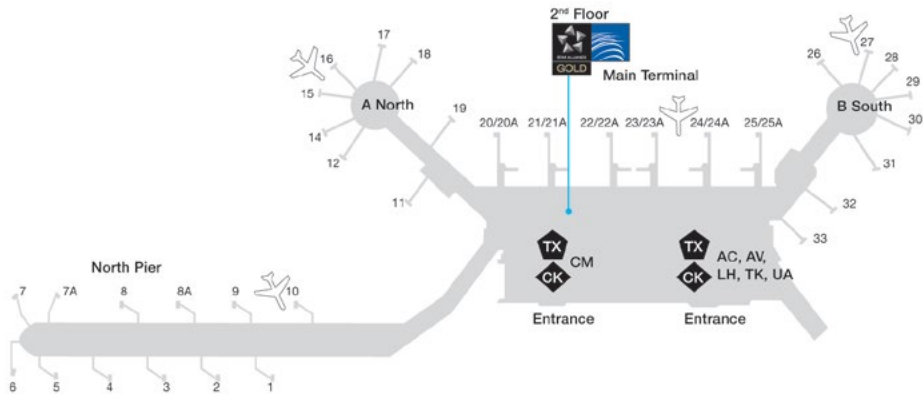 2nd Floor
STAR ALLIANCE
GOLD
Main Terminal
A North
B South
North Pier
17
16
18
15
14
12
19
11
20/20A
21/21A
22/22A
23/23A
24/24A
25/25A
26
27
28
29
30
31
32
33
TX
CK
CM
TX
CK
AC, AV,
LH, TK, UA
Entrance
Entrance
7
7A
8
8A
9
10
6
5
4
3
2
1